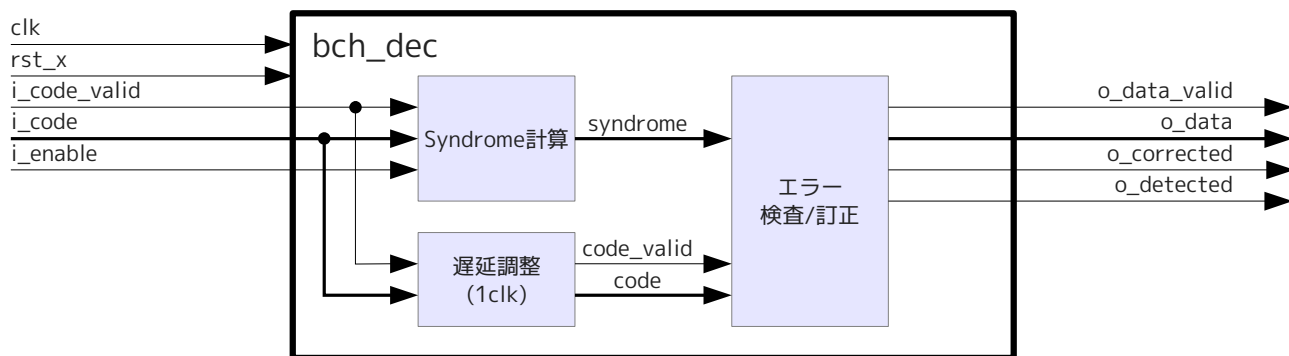 clk
rst_x
i_code_valid
i_code
i_enable
bch_dec
Syndrome計算
syndrome
遅延調整
(1clk)
code_valid
code
エラー
検査/訂正
o_data_valid
o_data
o_corrected
o_detected